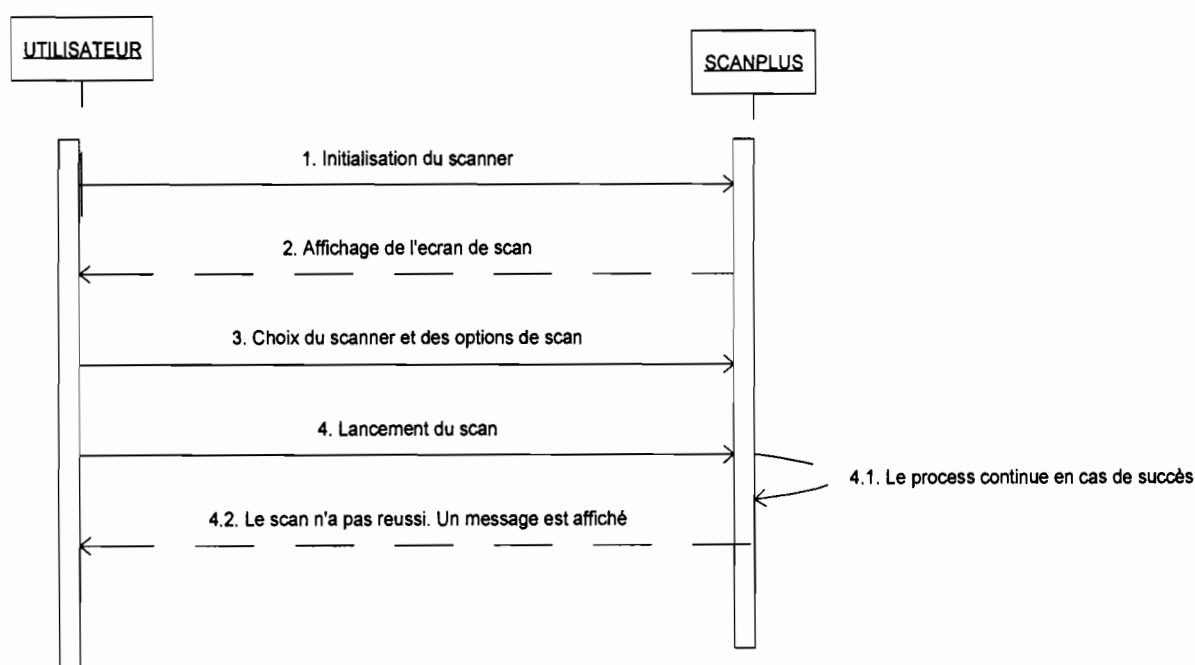 UTILISATEUR
SCANPLUS
1. Initialisation du scanner
2. Affichage de l'ecran de scan
3. Choix du scanner et des options de scan
4. Lancement du scan
4.1. Le process continue en cas de succès
4.2. Le scan n'a pas reussi. Un message est affiché